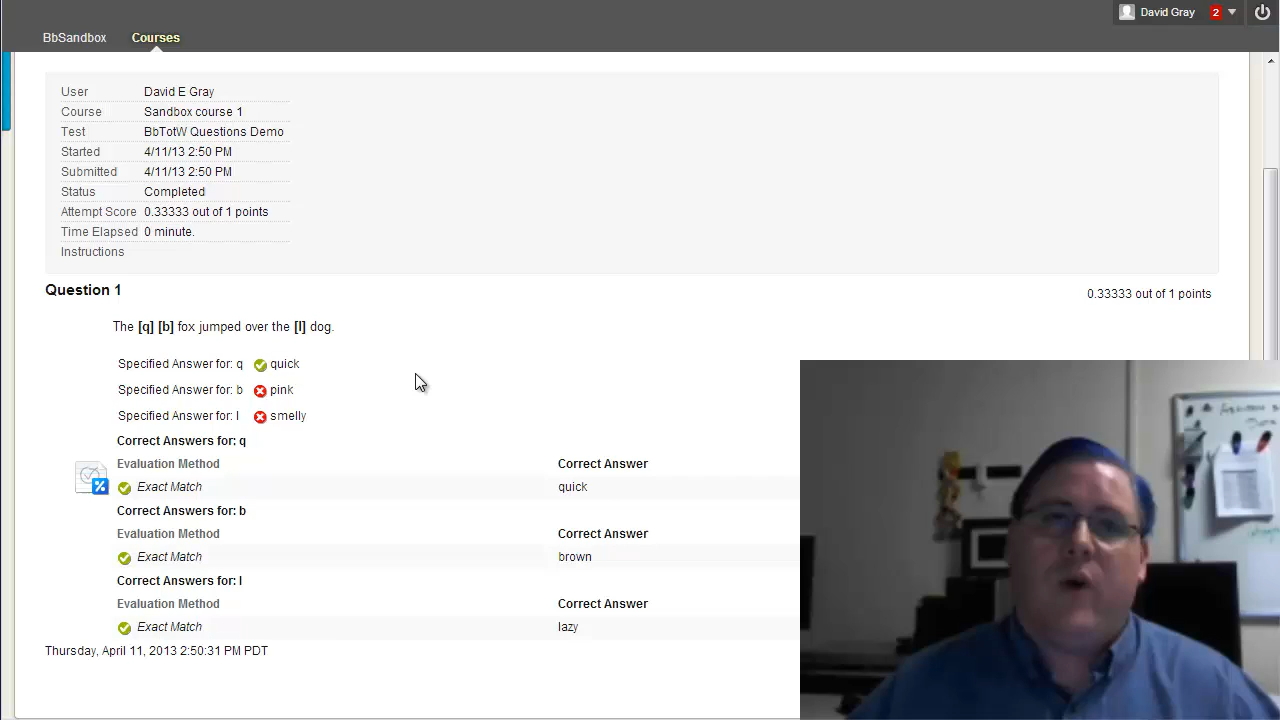 David Gray 2
BbSandbox Courses
User David E Gray
Course Sandbox course 1
Test BbTotW Questions Demo
Started 4/11/13 2:50 PM
Submitted 4/11/13 2:50 PM
Status Completed
Attempt Score 0.33333 out of 1 points
Time Elapsed 0 minute.
Instructions
Question 1 0.33333 out of 1 points
The [q] [b] fox jumped over the [l] dog.
Specified Answer for: q quick
Specified Answer for: b pink
Specified Answer for: l smelly
Correct Answers for: q
Evaluation Method Correct Answer
Exact Match quick
Correct Answers for: b
Evaluation Method Correct Answer
Exact Match brown
Correct Answers for: l
Evaluation Method Correct Answer
Exact Match lazy
Thursday, April 11, 2013 2:50:31 PM PDT